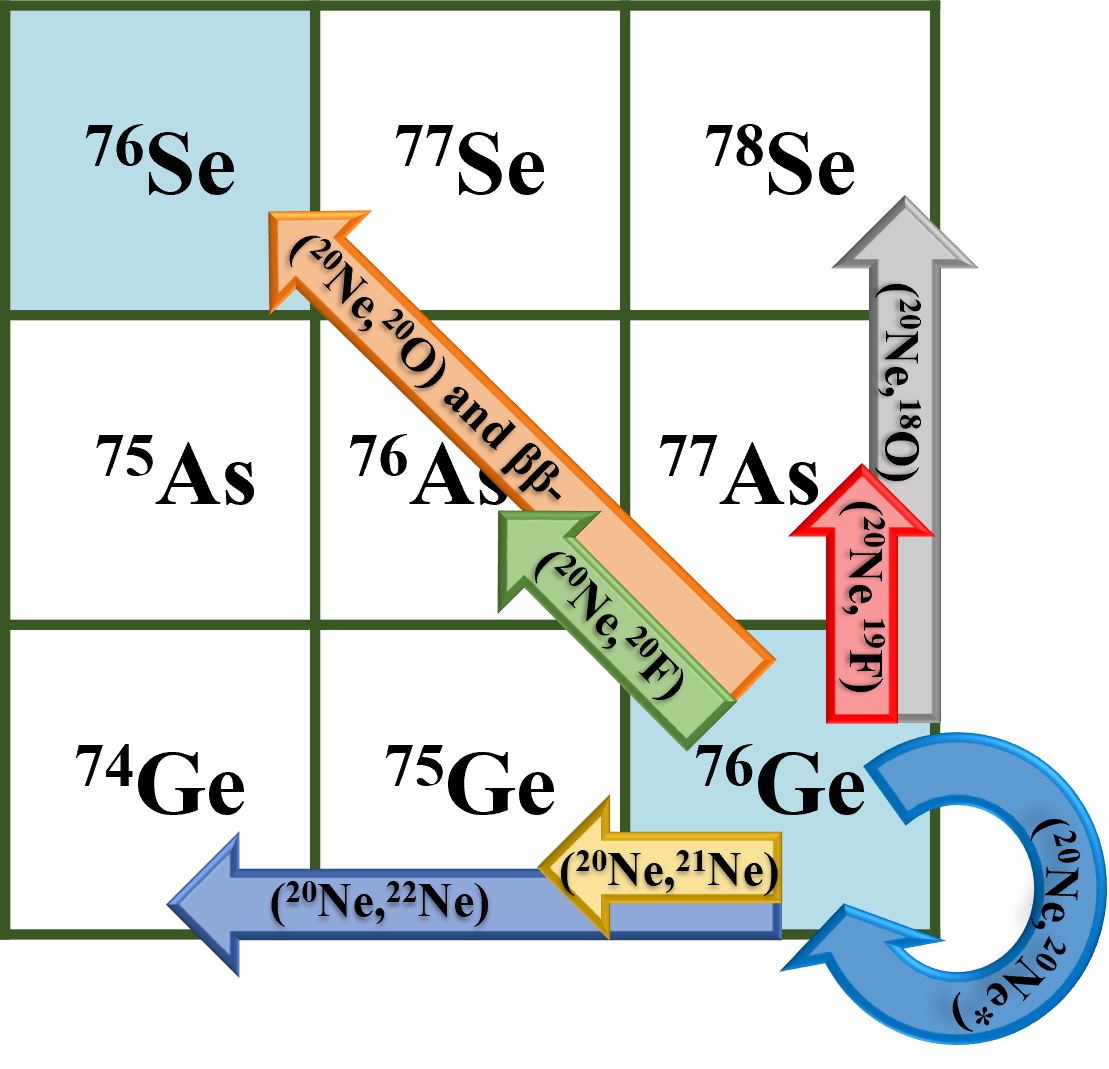 ⁷⁶Se
⁷⁷Se
⁷⁸Se
(²⁰Ne, ²⁰O) and ββ-
(²⁰Ne, ¹⁸O)
⁷⁵As
⁷⁶As
⁷⁷As
(²⁰Ne, ²⁰F)
(²⁰Ne, ¹⁹F)
⁷⁴Ge
⁷⁵Ge
⁷⁶Ge
(²⁰Ne,²²Ne)
(²⁰Ne,²¹Ne)
(²⁰Ne, ²⁰Ne*)